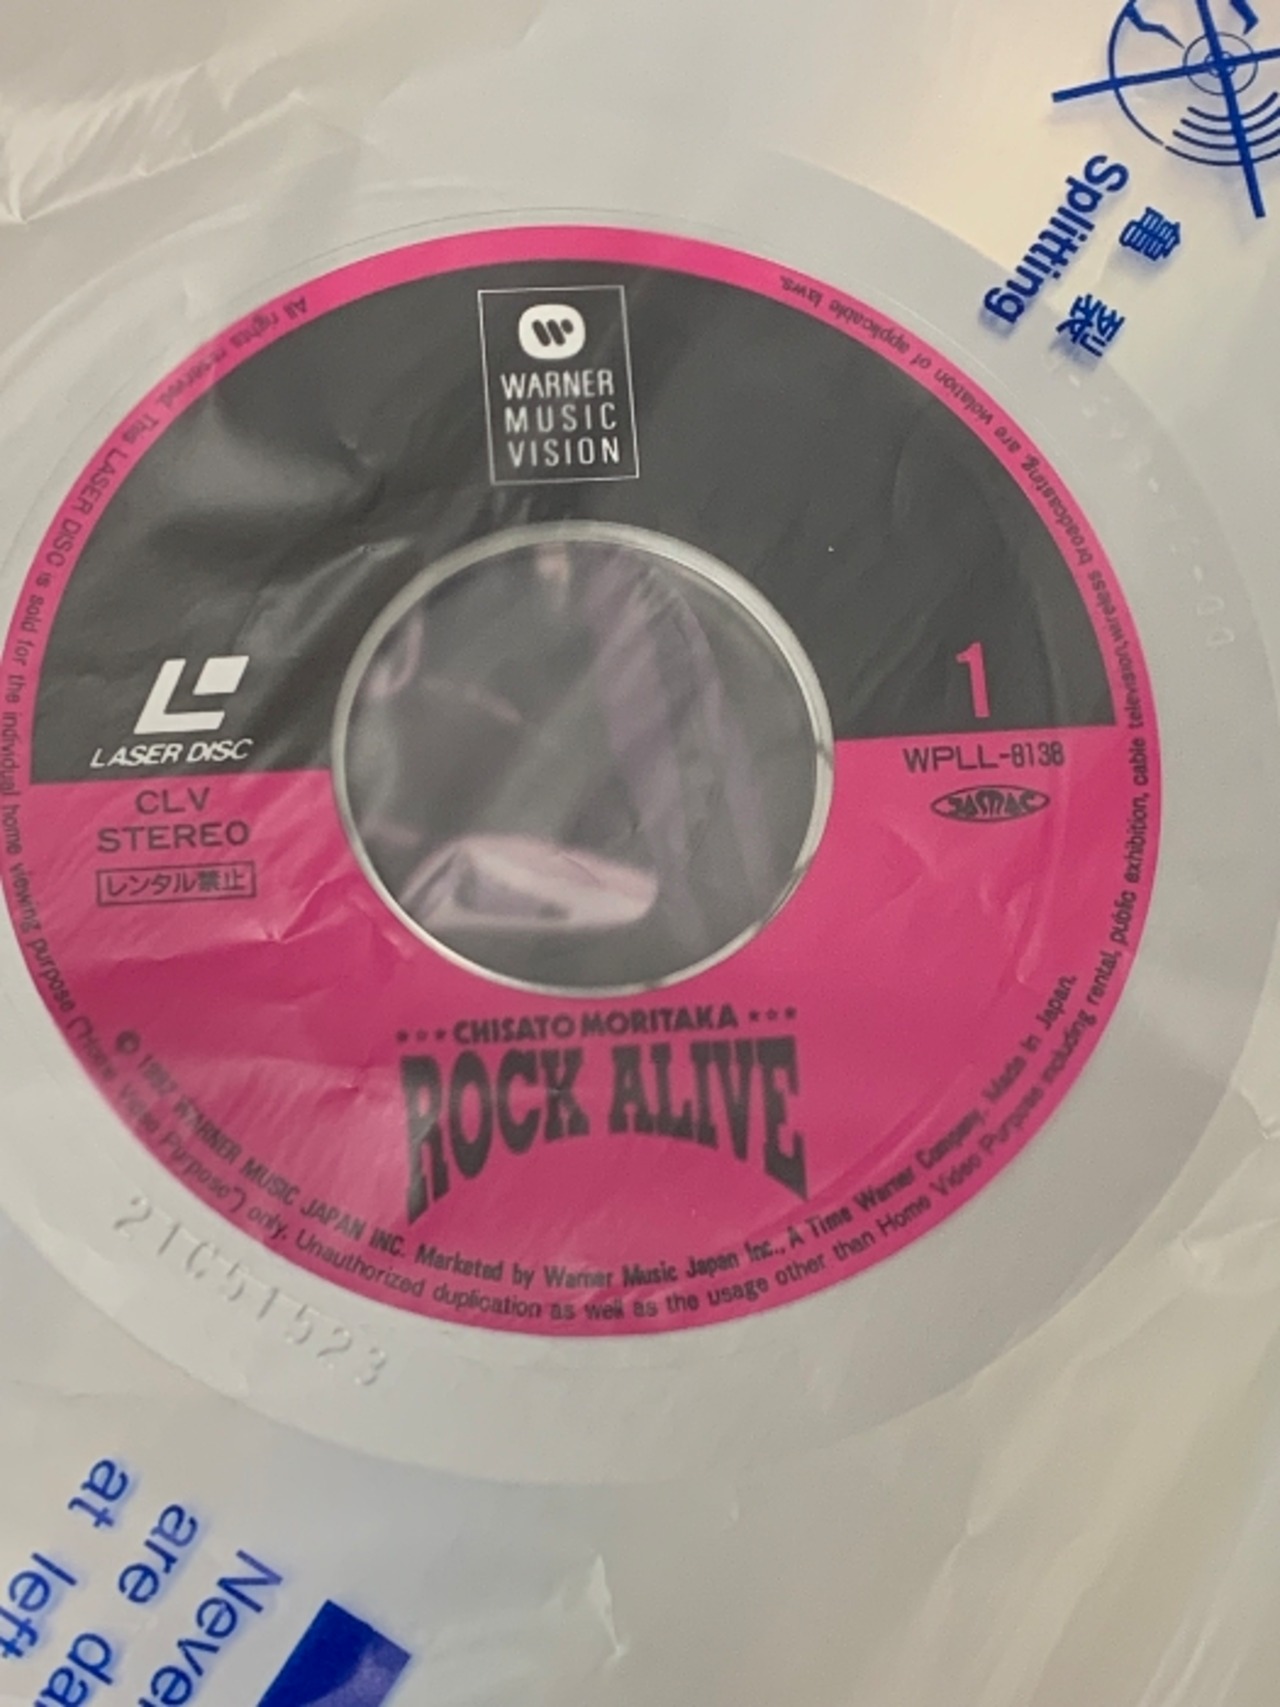 WARNER
MUSIC
VISION
1
LASER DISC
WPLL-8138
CLV
STEREO
JASRAC
レンタル禁止
*** CHISATO MORITAKA ***
ROCK ALIVE
© 1992 WARNER MUSIC JAPAN INC. Marketed by Warner Music Japan Inc., A Time Warner Company. Made in Japan.
All rights reserved. This LASER DISC is sold for the individual home viewing purpose ("Home Video Purpose") only. Unauthorized duplication as well as the usage other than Home Video Purpose including rental, public exhibition, cable television, wireless broadcasting, are violation of applicable laws.
21C51523
Splitting
亀裂
Never
are
at left